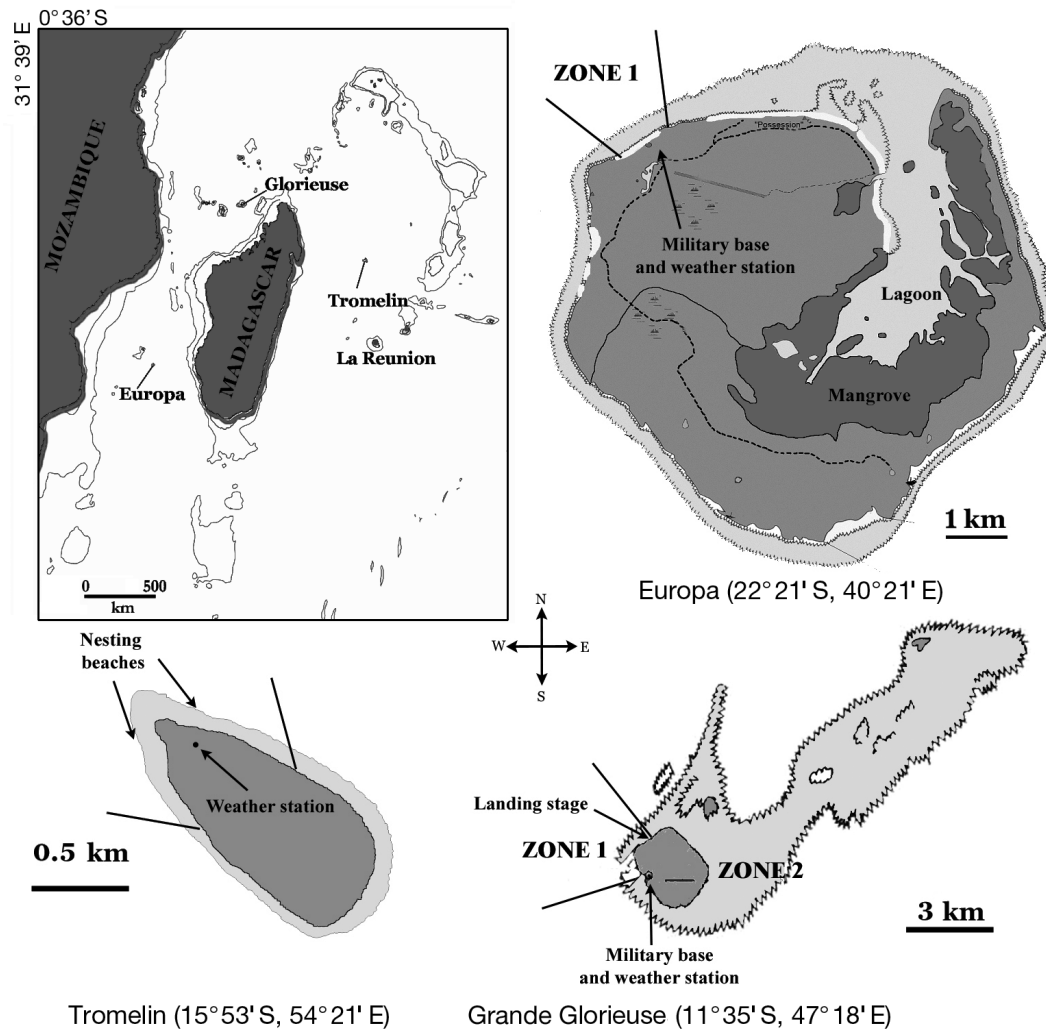 0°36'S
31°39'E
MOZAMBIQUE
Glorieuse
MADAGASCAR
Tromelin
La Reunion
Europa
0 500
km
ZONE 1
"Possession"
Military base
and weather station
Lagoon
Mangrove
1 km
Europa (22°21'S, 40°21'E)
N
W E
S
Nesting
beaches
Weather station
0.5 km
Tromelin (15°53'S, 54°21'E)
Landing stage
ZONE 1
ZONE 2
3 km
Military base
and weather station
Grande Glorieuse (11°35'S, 47°18'E)